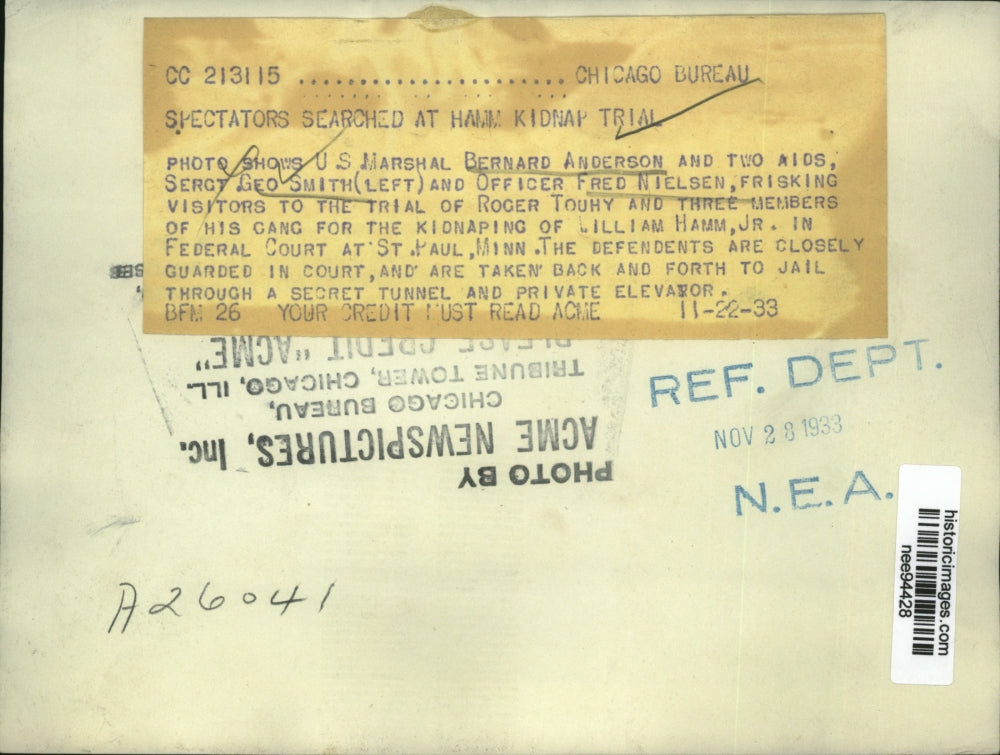 CC 213115 ........................ CHICAGO BUREAU
SPECTATORS SEARCHED AT HAMM KIDNAP TRIAL
PHOTO SHOWS U.S.MARSHAL BERNARD ANDERSON AND TWO AIDS,
SERGT.GEO SMITH(LEFT)AND OFFICER FRED NIELSEN,FRISKING
VISITORS TO THE TRIAL OF ROGER TOUHY AND THREE MEMBERS
OF HIS GANG FOR THE KIDNAPING OF WILLIAM HAMM,JR. IN
FEDERAL COURT AT ST.PAUL,MINN.THE DEFENDENTS ARE CLOSELY
GUARDED IN COURT,AND ARE TAKEN BACK AND FORTH TO JAIL
THROUGH A SECRET TUNNEL AND PRIVATE ELEVATOR.
BFM 26 YOUR CREDIT MUST READ ACME 11-22-33
PHOTO BY
ACME NEWSPICTURES, Inc.
CHICAGO BUREAU,
TRIBUNE TOWER, CHICAGO, ILL.
PLEASE CREDIT "ACME"
REF. DEPT.
NOV 28 1933
N.E.A.
historicimages.com
nee94428
A26041